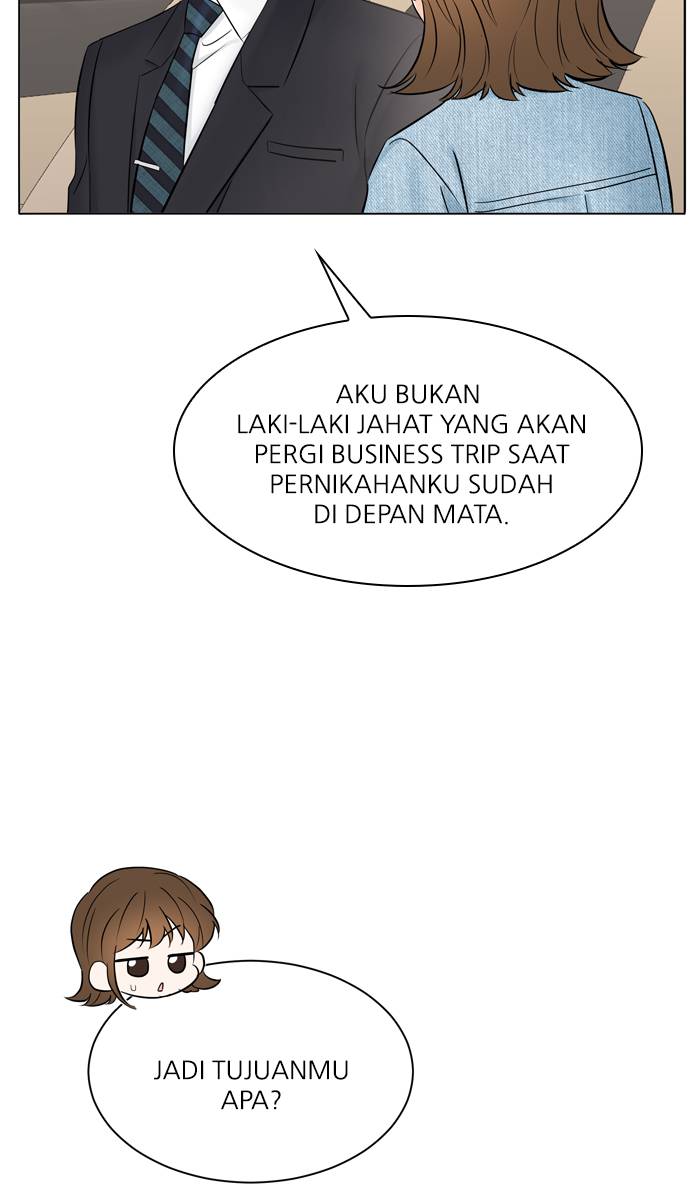 AKU BUKAN
LAKI-LAKI JAHAT YANG AKAN
PERGI BUSINESS TRIP SAAT
PERNIKAHANKU SUDAH
DI DEPAN MATA.
JADI TUJUANMU
APA?